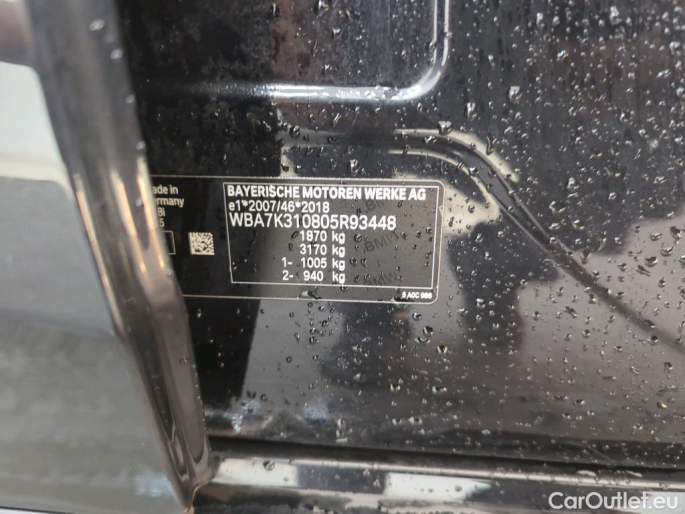 BAYERISCHE MOTOREN WERKE AG
e1*2007/46*2018
WBA7K310805R93448
1870 kg
3170 kg
1- 1005 kg
2- 940 kg
ade in
ermany
CarOutlet.eu